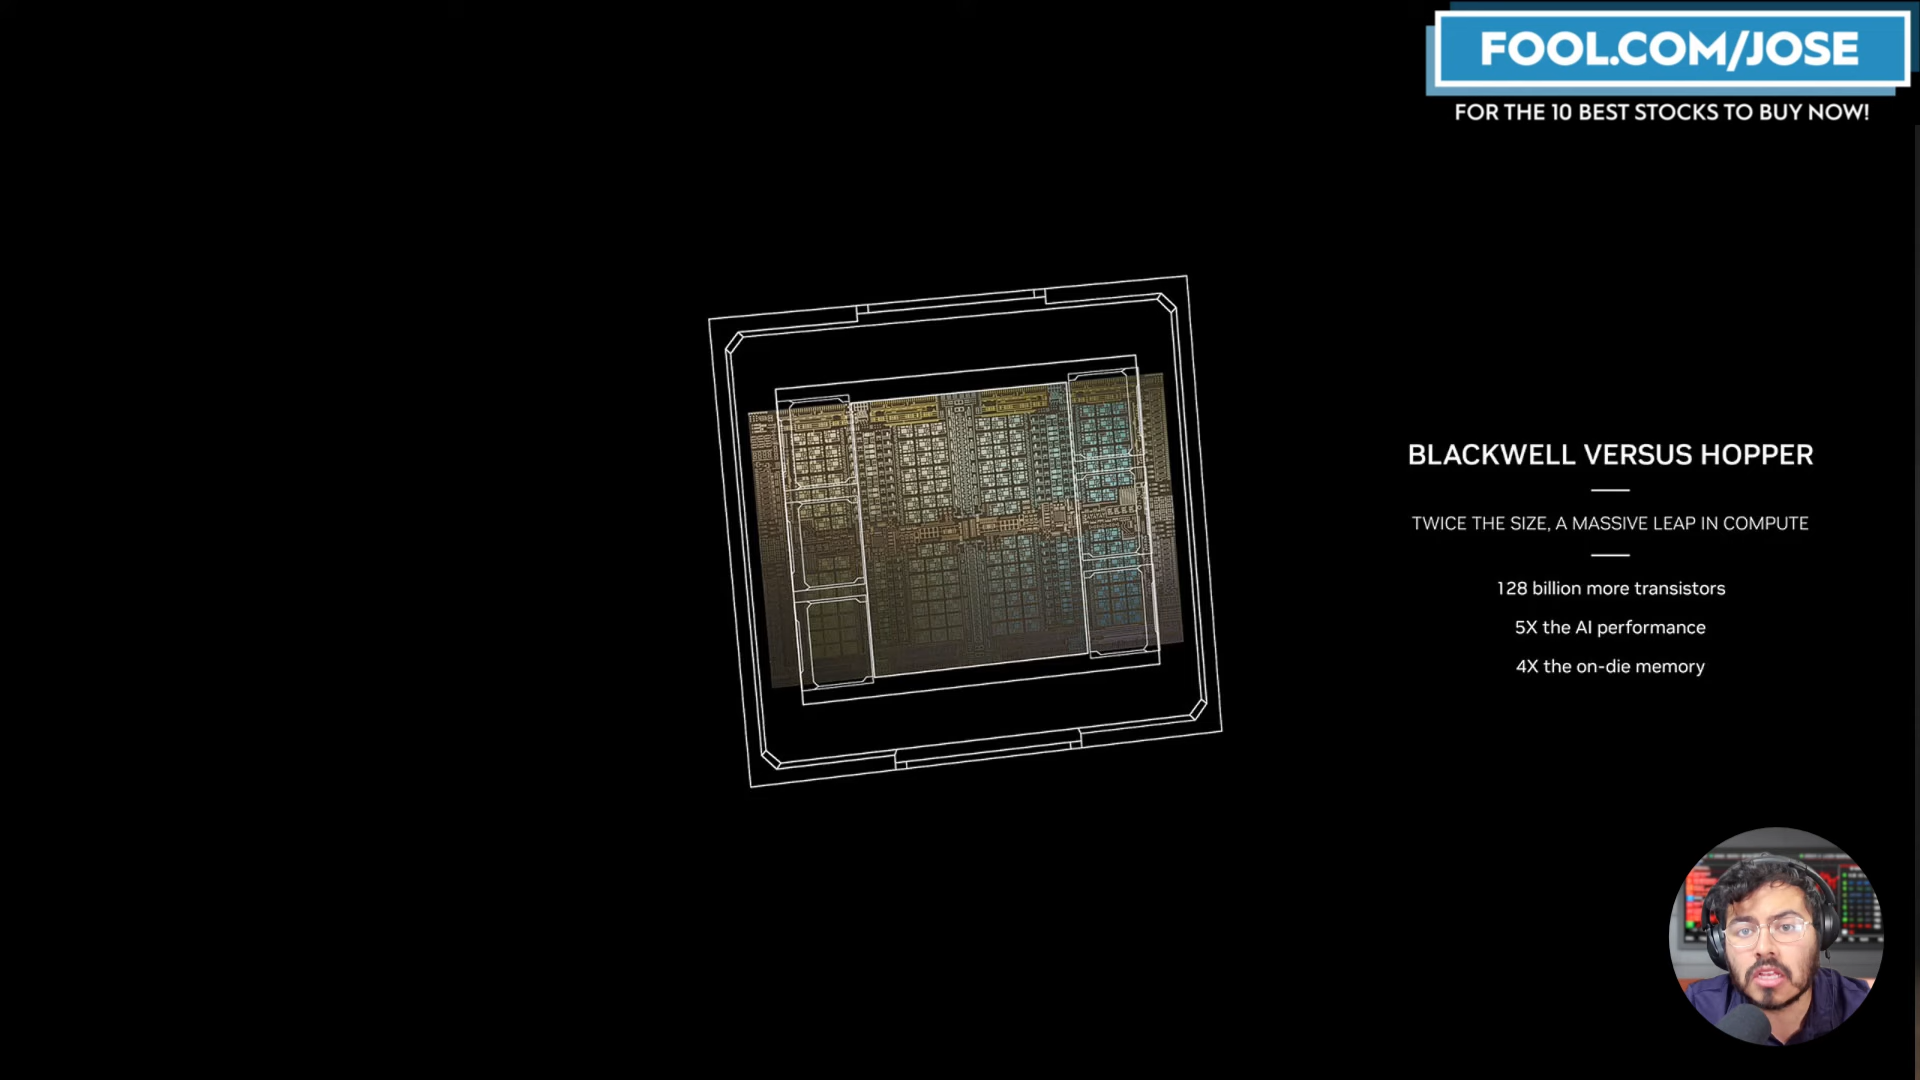 FOOL.COM/JOSE
FOR THE 10 BEST STOCKS TO BUY NOW!
BLACKWELL VERSUS HOPPER
TWICE THE SIZE, A MASSIVE LEAP IN COMPUTE
128 billion more transistors
5X the AI performance
4X the on-die memory